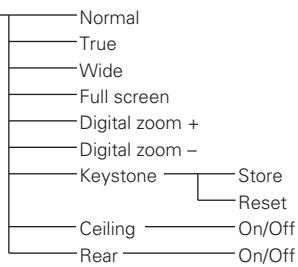 Normal
True
Wide
Full screen
Digital zoom +
Digital zoom –
Keystone Store
Reset
Ceiling On/Off
Rear On/Off